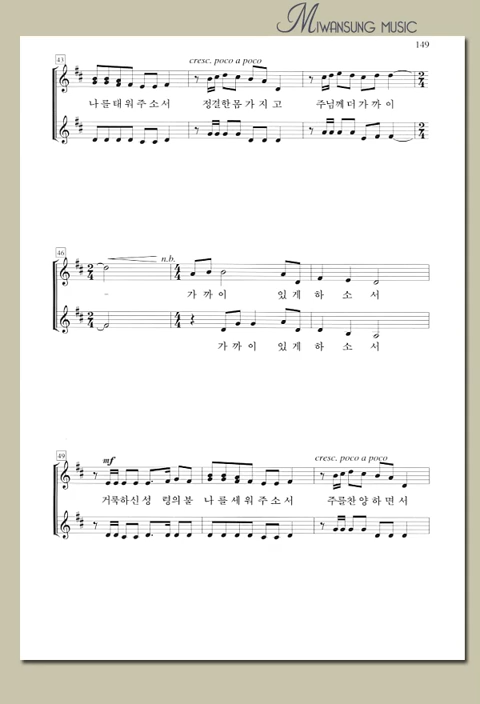 MIWANSUNG MUSIC
149
43
cresc. poco a poco
나를태워주소서 정결한몸가지고 주님께더가까이
46
n.b.
- 가까이 있게하소서
가까이 있게하소서
49
mf
cresc. poco a poco
거룩하신성령의불 나를세워주소서 주를찬양하면서